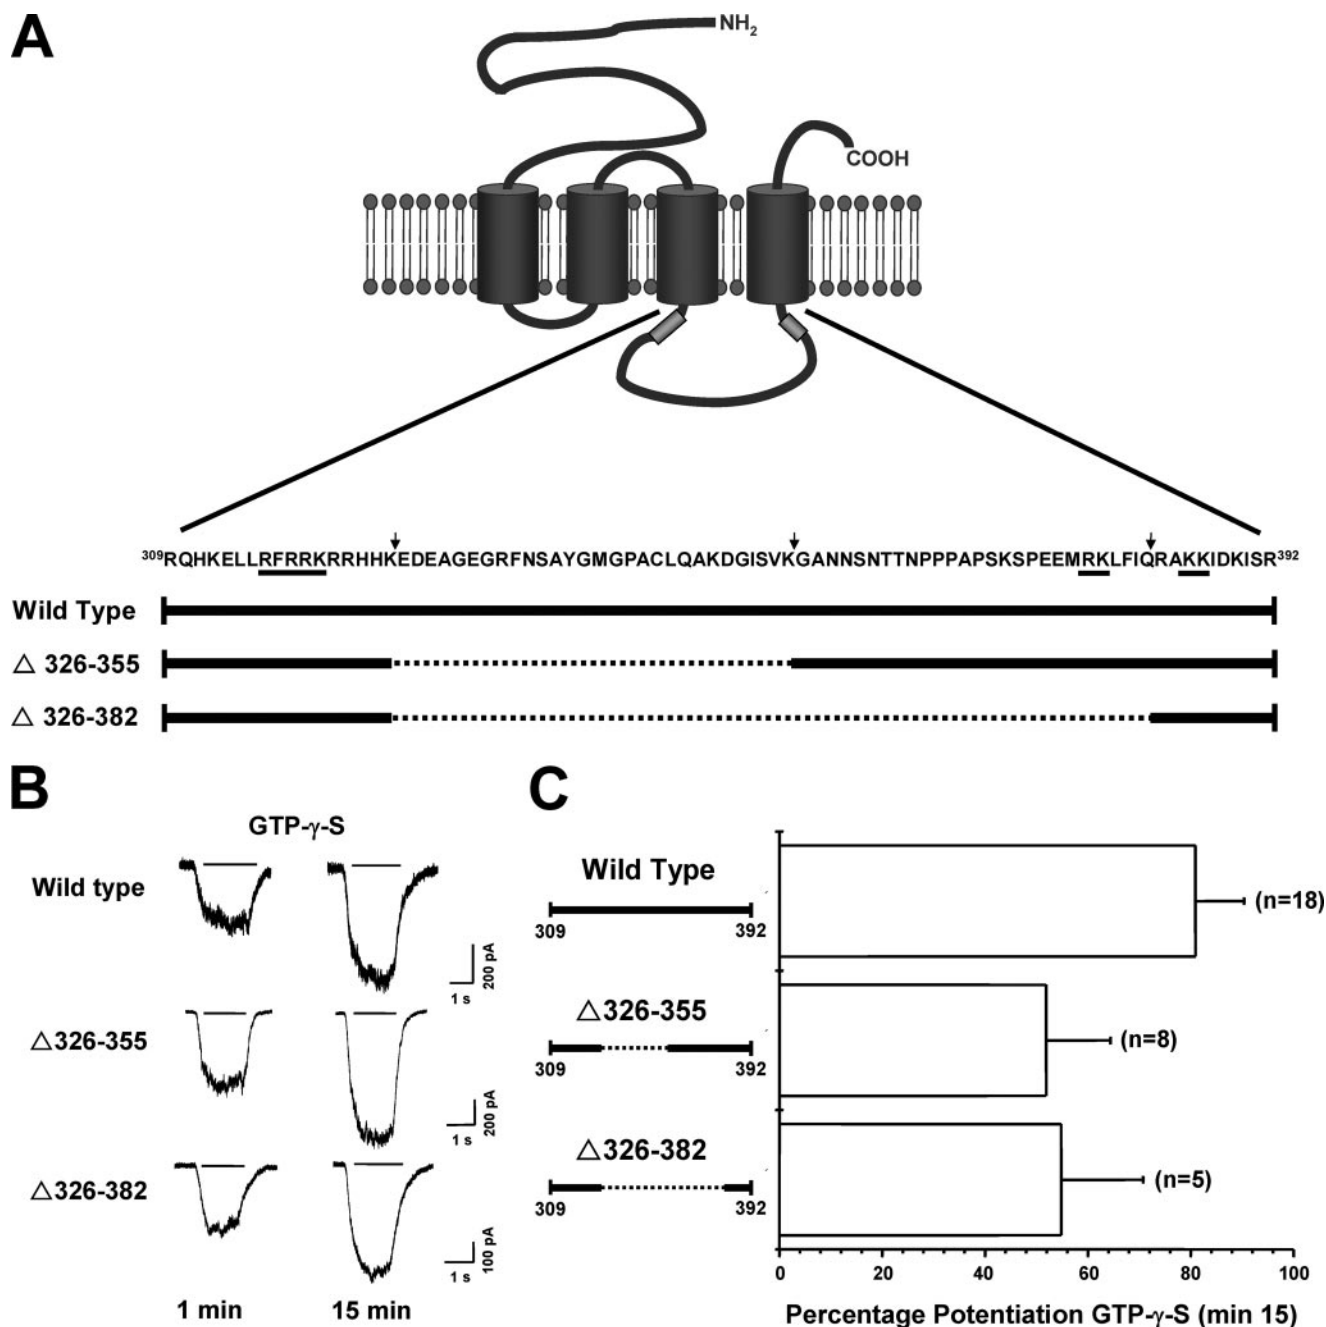 A
NH2
COOH
309RQHKELLRFRRKRRHHKEDEAGEGRFNSAYGMGPACLQAKDGISVKGANNSNTTNPPPAPSKSPEEMRKLFIQRAKKIDKISR392
Wild Type
△ 326-355
△ 326-382
B
GTP-γ-S
Wild type
200 pA
1 s
△326-355
200 pA
1 s
△326-382
100 pA
1 s
1 min
15 min
C
Wild Type
309
392
(n=18)
△326-355
309
392
(n=8)
△326-382
309
392
(n=5)
0
20
40
60
80
100
Percentage Potentiation GTP-γ-S (min 15)